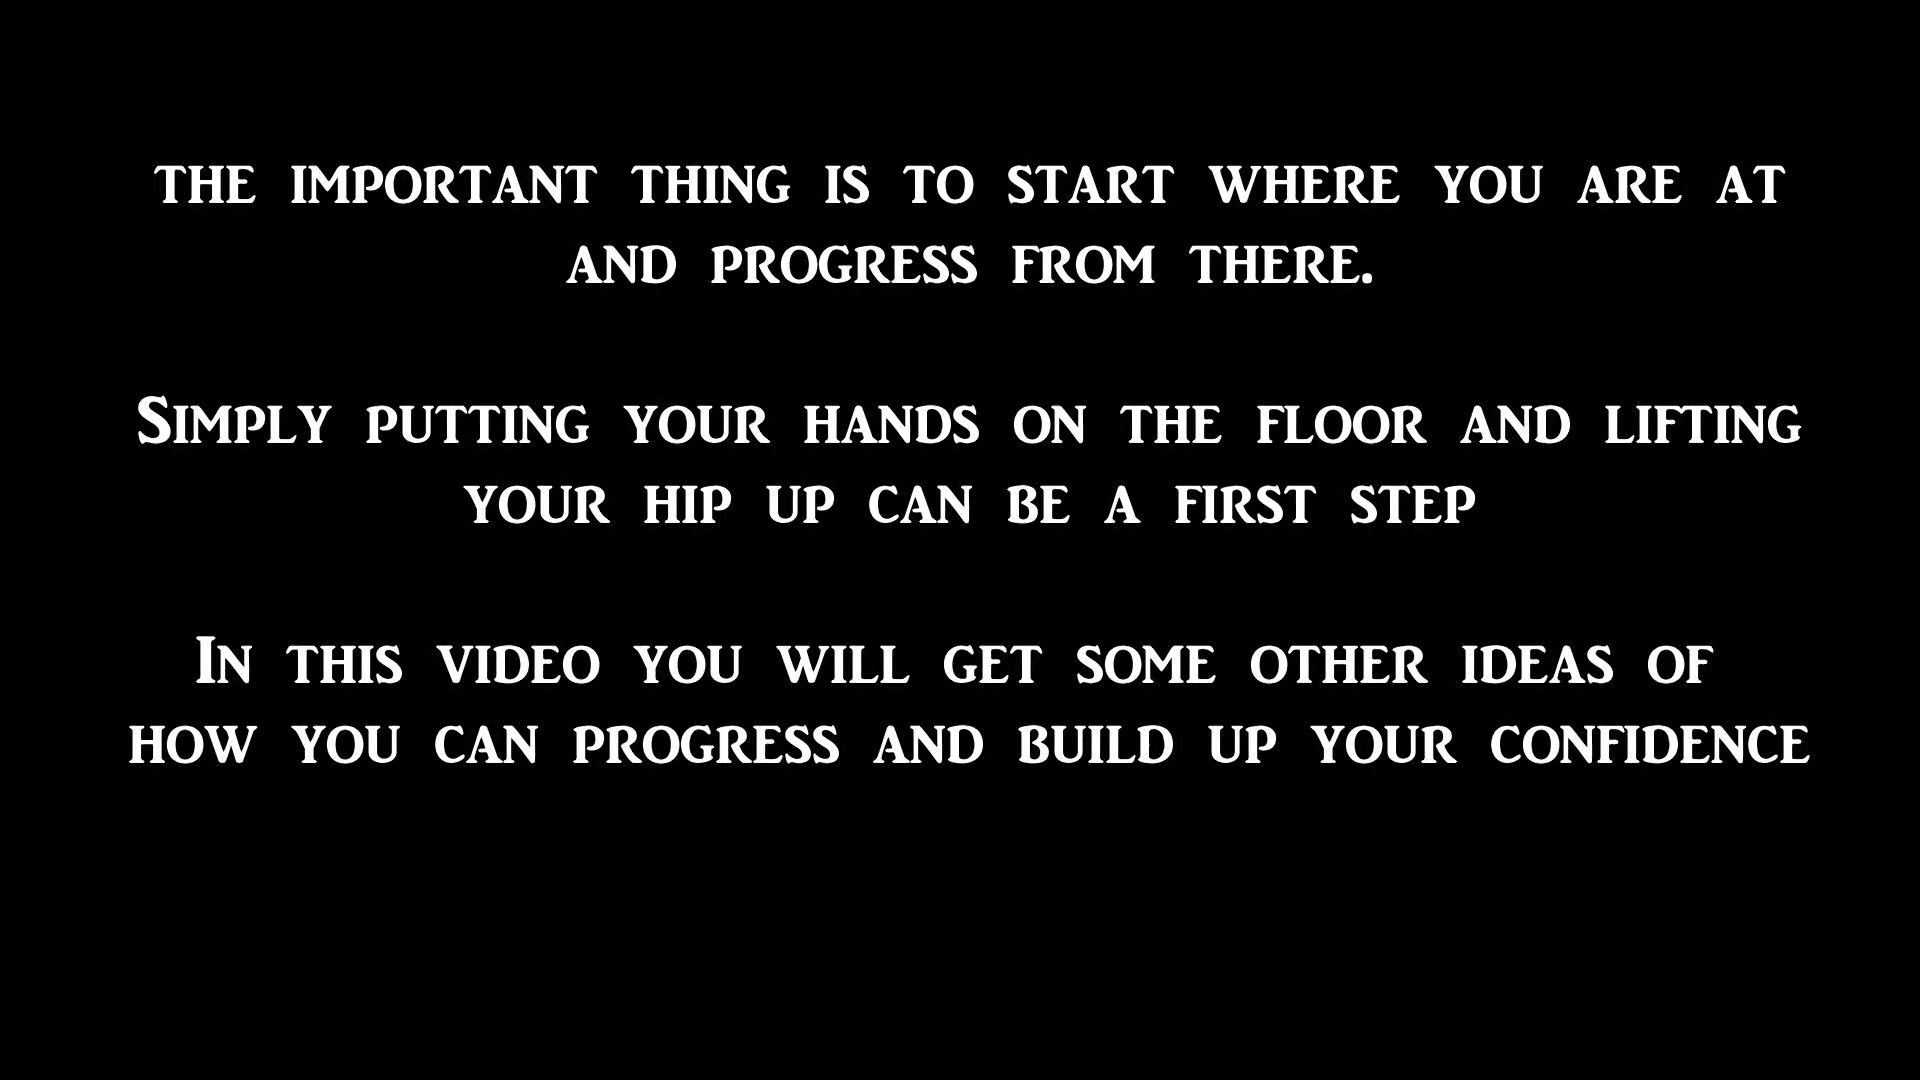 the important thing is to start where you are at
and progress from there.
Simply putting your hands on the floor and lifting
your hip up can be a first step
In this video you will get some other ideas of
how you can progress and build up your confidence